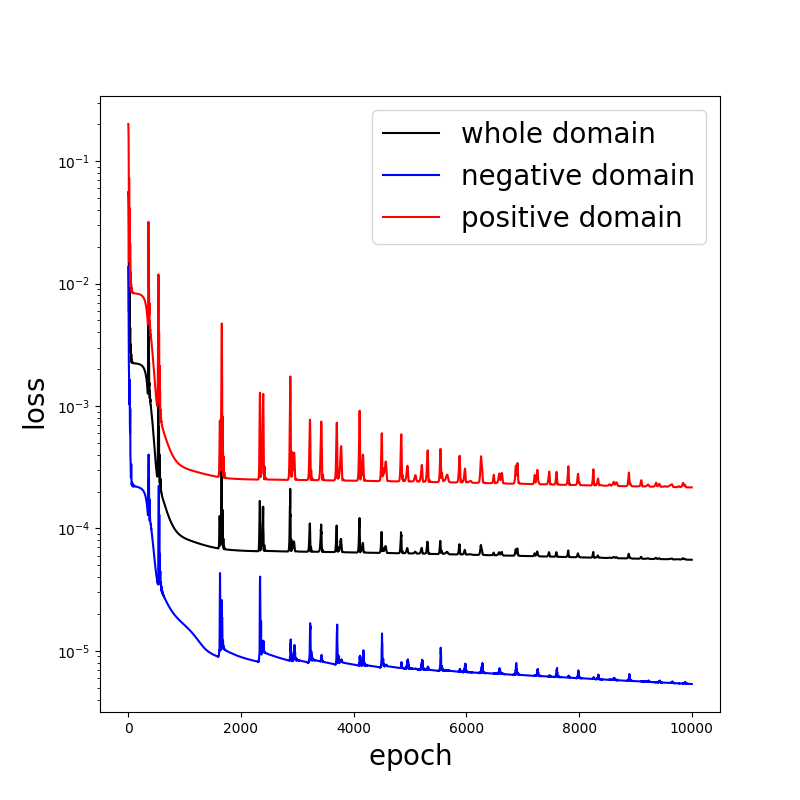 whole domain
negative domain
positive domain
10⁻¹
10⁻²
10⁻³
10⁻⁴
10⁻⁵
loss
0 2000 4000 6000 8000 10000
epoch